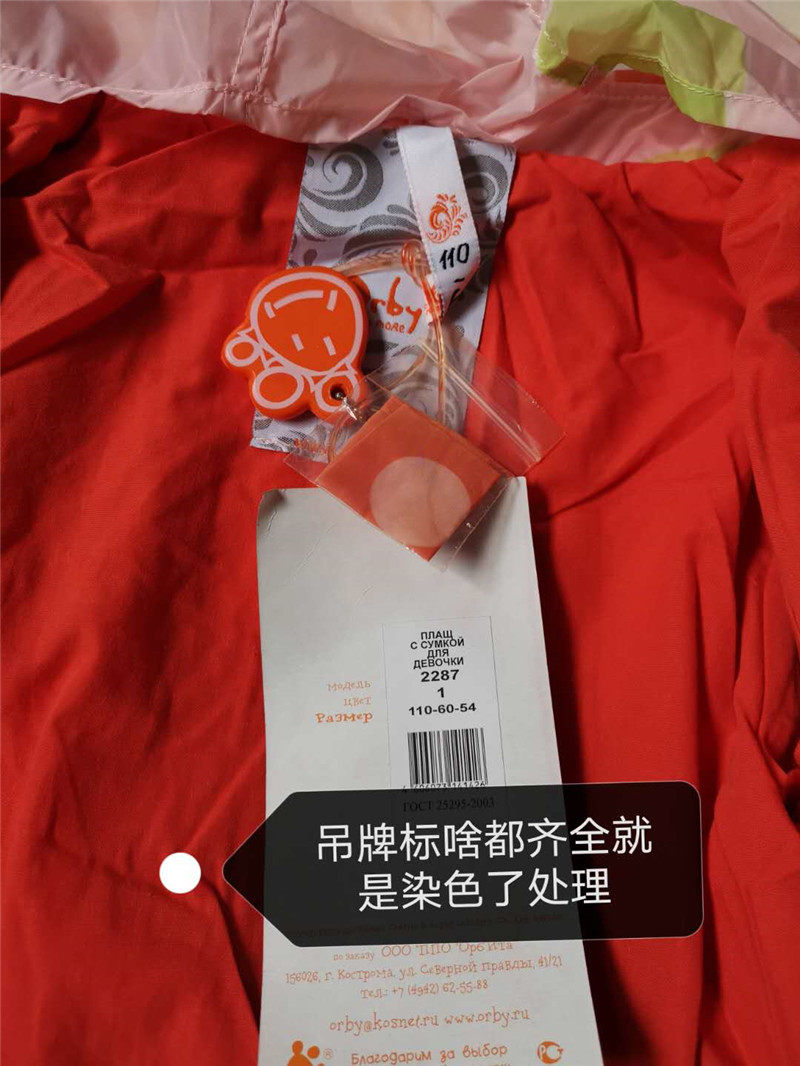 110
orby
ПЛАЩ
С СУМКОЙ
ДЛЯ
ДЕВОЧКИ
Модель 2287
Цвет 1
Размер 110-60-54
ГОСТ 25295-2003
吊牌标啥都齐全就
是染色了处理
по заказу ООО "ППО "Орбита"
156026, г. Кострома, ул. Северной правды, 41/21
Тел.: +7 (4942) 62-55-88
orby@kosnet.ru www.orby.ru
Благодарим за выбор